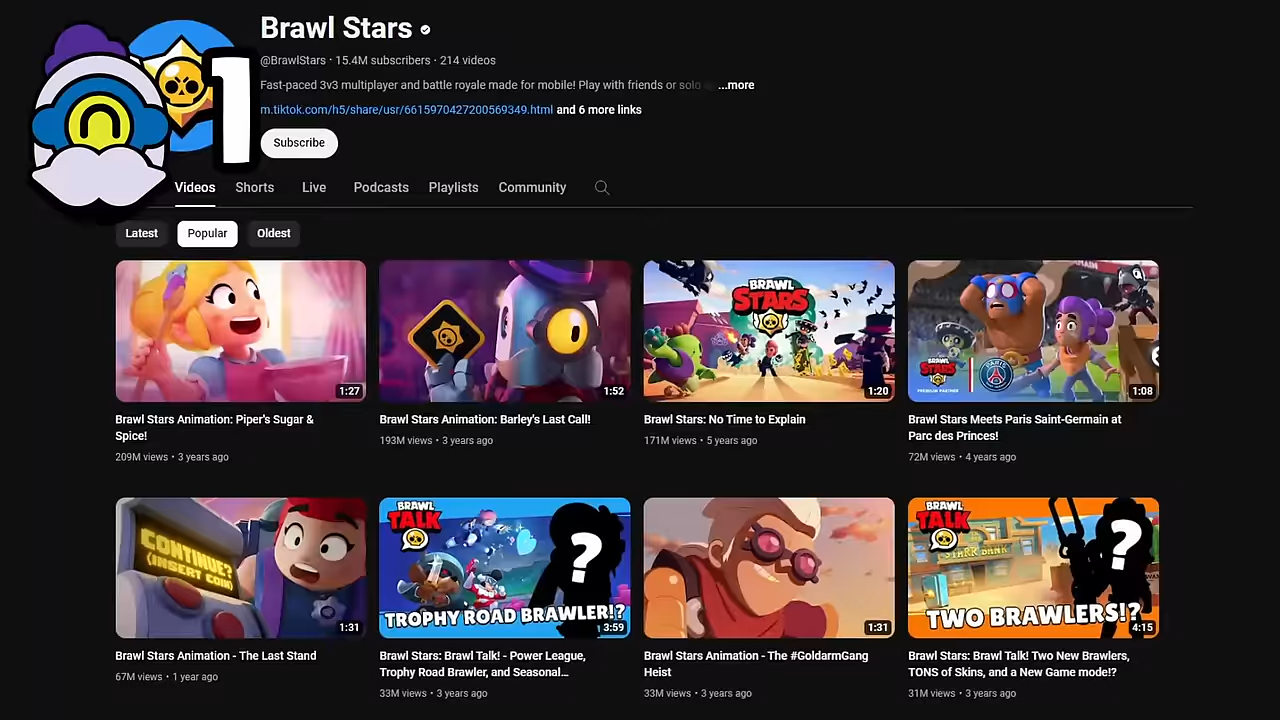 Brawl Stars
@BrawlStars • 15.4M subscribers • 214 videos
1
Fast-paced 3v3 multiplayer and battle royale made for mobile! Play with friends or solo ...more
m.tiktok.com/h5/share/usr/6615970427200569349.html and 6 more links
Subscribe
Videos Shorts Live Podcasts Playlists Community
Latest Popular Oldest
BRAWL
STARS
BRAWL
STARS
PREMIUM PARTNER
PARIS
1:27 1:52 1:20 1:08
Brawl Stars Animation: Piper's Sugar &
Spice!
209M views • 3 years ago
Brawl Stars Animation: Barley's Last Call!
193M views • 3 years ago
Brawl Stars: No Time to Explain
171M views • 5 years ago
Brawl Stars Meets Paris Saint-Germain at
Parc des Princes!
72M views • 4 years ago
CONTINUE?
(INSERT COIN)
1:31
BRAWL
TALK
?
TROPHY ROAD BRAWLER!?
3:59
1:31
BRAWL
TALK
STARR BANK
?
TWO BRAWLERS!?
4:15
Brawl Stars Animation - The Last Stand
67M views • 1 year ago
Brawl Stars: Brawl Talk! - Power League,
Trophy Road Brawler, and Seasonal...
33M views • 3 years ago
Brawl Stars Animation - The #GoldarmGang
Heist
33M views • 3 years ago
Brawl Stars: Brawl Talk! Two New Brawlers,
TONS of Skins, and a New Game mode!?
31M views • 3 years ago